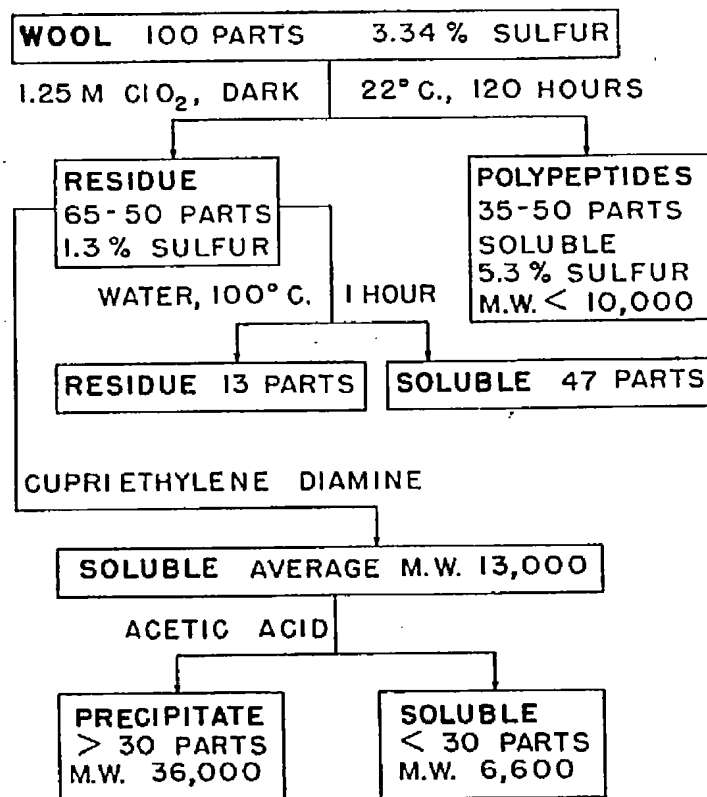 WOOL 100 PARTS 3.34% SULFUR
1.25 M ClO₂, DARK 22°C., 120 HOURS
RESIDUE
65-50 PARTS
1.3% SULFUR
POLYPEPTIDES
35-50 PARTS
SOLUBLE
5.3% SULFUR
M.W. < 10,000
WATER, 100°C. 1 HOUR
RESIDUE 13 PARTS
SOLUBLE 47 PARTS
CUPRIETHYLENE DIAMINE
SOLUBLE AVERAGE M.W. 13,000
ACETIC ACID
PRECIPITATE
> 30 PARTS
M.W. 36,000
SOLUBLE
< 30 PARTS
M.W. 6,600